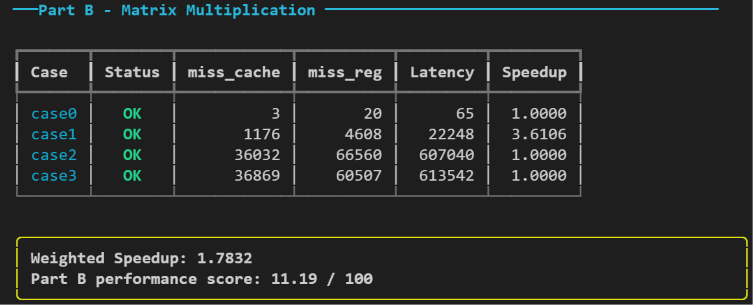 Part B - Matrix Multiplication
Case Status miss_cache miss_reg Latency Speedup
case0 OK 3 20 65 1.0000
case1 OK 1176 4608 22248 3.6106
case2 OK 36032 66560 607040 1.0000
case3 OK 36869 60507 613542 1.0000
Weighted Speedup: 1.7832
Part B performance score: 11.19 / 100